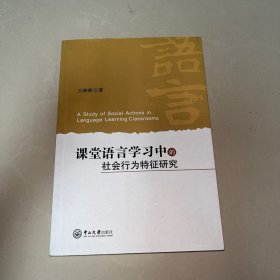 語言
著
A Study of Social Actions in
Language Learning Classrooms
课堂语言学习中的
社会行为特征研究
中山大学出版社